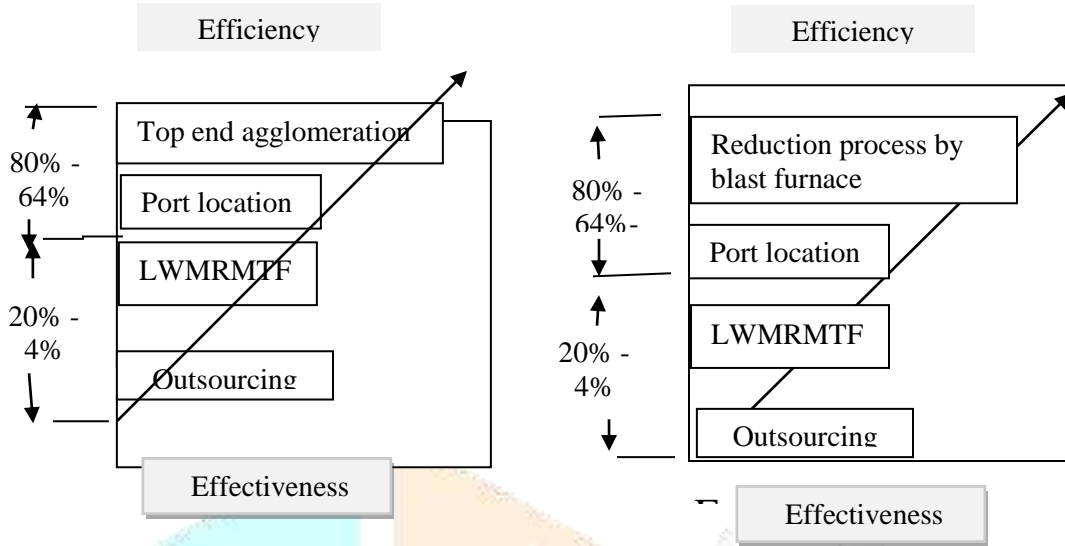 Efficiency
Top end agglomeration
80% -
64%
Port location
LWMRMTF
20% -
4%
Outsourcing
Effectiveness
Efficiency
Reduction process by
blast furnace
80% -
64%-
Port location
LWMRMTF
20% -
4%
Outsourcing
Effectiveness